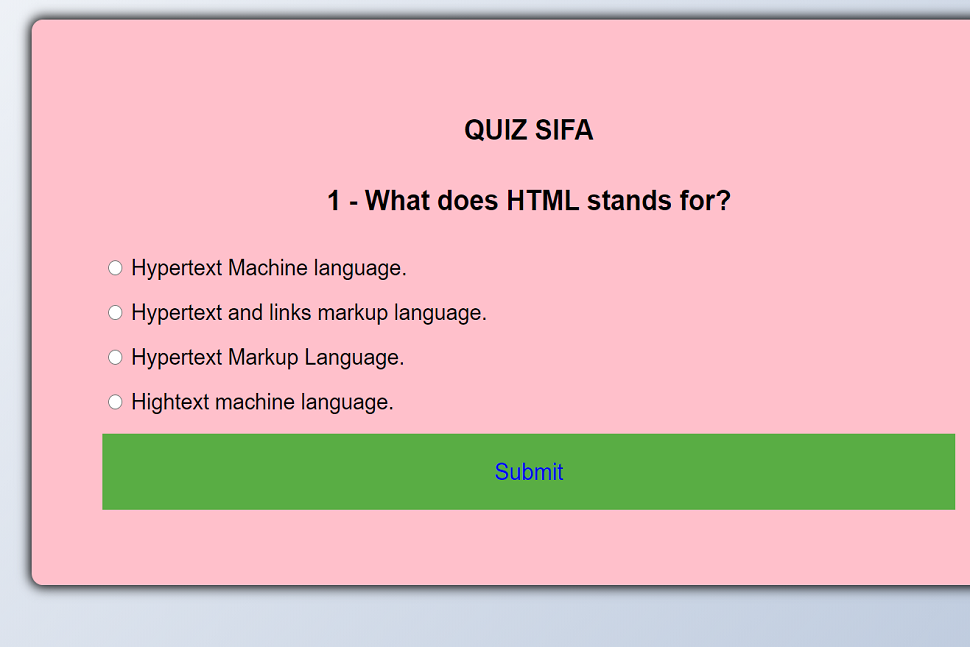 QUIZ SIFA
1 - What does HTML stands for?
Hypertext Machine language.
Hypertext and links markup language.
Hypertext Markup Language.
Hightext machine language.
Submit